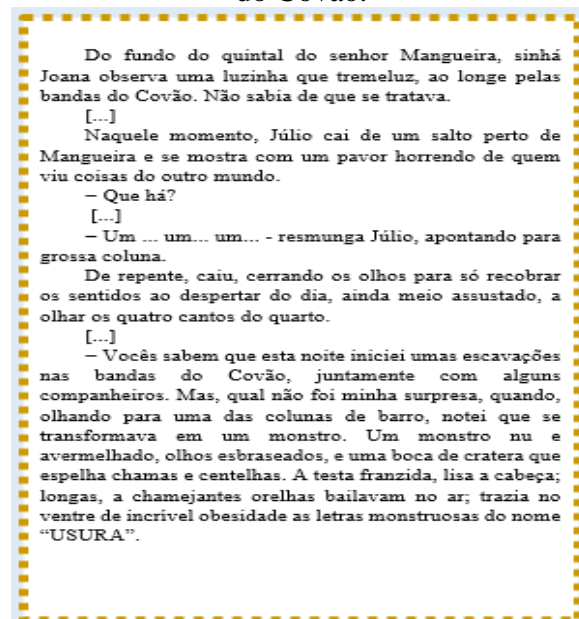 do Covão.
Do fundo do quintal do senhor Mangueira, sinhá
Joana observa uma luzinha que tremeluz, ao longe pelas
bandas do Covão. Não sabia de que se tratava.
[...]
Naquele momento, Júlio cai de um salto perto de
Mangueira e se mostra com um pavor horrendo de quem
viu coisas do outro mundo.
– Que há?
[...]
– Um ... um... um... - resmunga Júlio, apontando para
grossa coluna.
De repente, caiu, cerrando os olhos para só recobrar
os sentidos ao despertar do dia, ainda meio assustado, a
olhar os quatro cantos do quarto.
[...]
– Vocês sabem que esta noite iniciei umas escavações
nas bandas do Covão, juntamente com alguns
companheiros. Mas, qual não foi minha surpresa, quando,
olhando para uma das colunas de barro, notei que se
transformava em um monstro. Um monstro nu e
avermelhado, olhos esbraseados, e uma boca de cratera que
espelha chamas e centelhas. A testa franzida, lisa a cabeça;
longas, a chamejantes orelhas bailavam no ar; trazia no
ventre de incrível obesidade as letras monstruosas do nome
“USURA”.